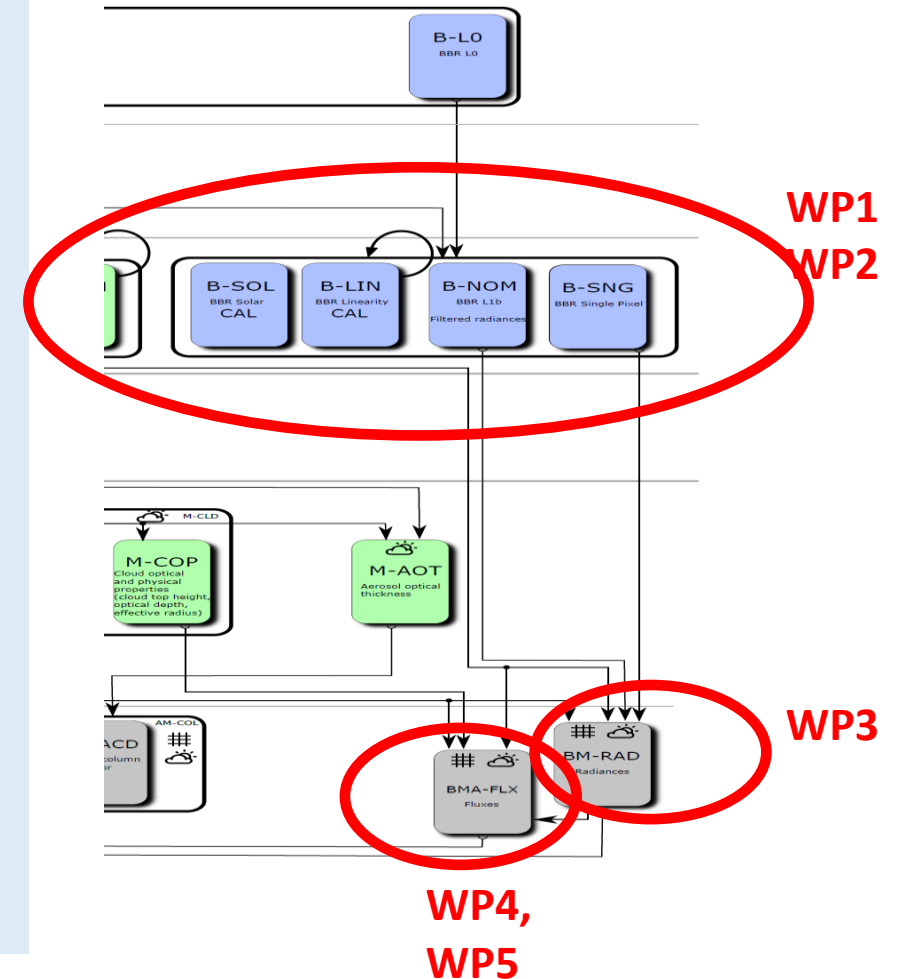 B-L0
BBR L0
WP1
WP2
B-SOL
BBR Solar
CAL
B-LIN
BBR Linearity
CAL
B-NOM
BBR L1b
Filtered radiances
B-SNG
BBR Single Pixel
M-CLD
M-COP
Cloud optical
and physical
properties
(cloud top height,
optical depth,
effective radius)
M-AOT
Aerosol optical
thickness
AM-COL
ACD
column
or
BMA-FLX
Fluxes
BM-RAD
Radiances
WP3
WP4,
WP5